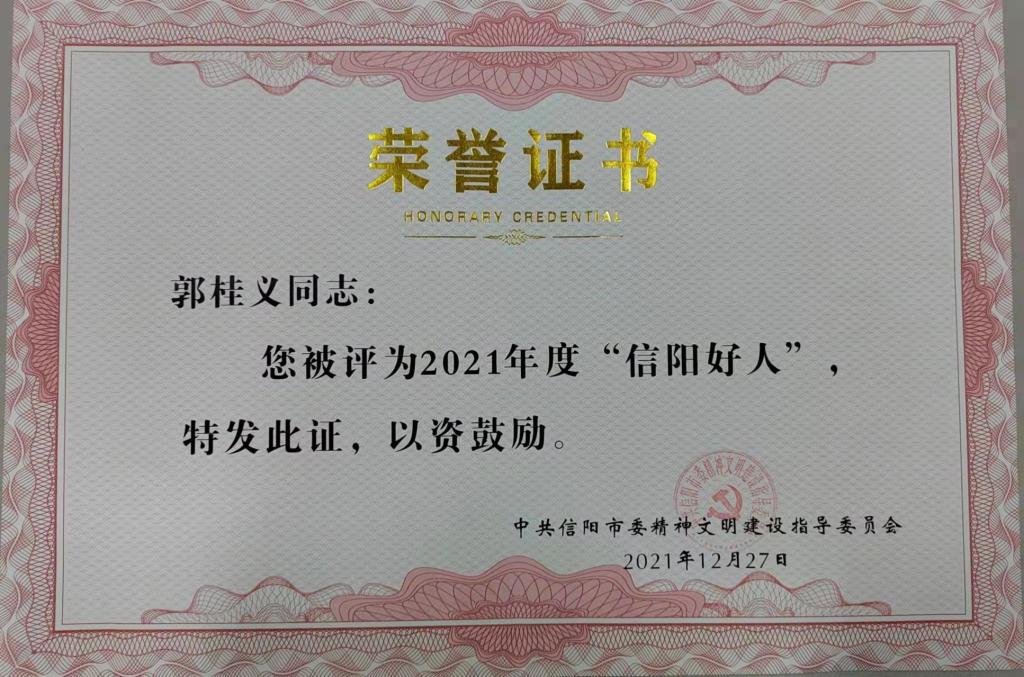 荣誉证书
HONORARY CREDENTIAL
郭桂义同志：
您被评为2021年度“信阳好人”，
特发此证，以资鼓励。
中共信阳市委精神文明建设指导委员会
2021年12月27日